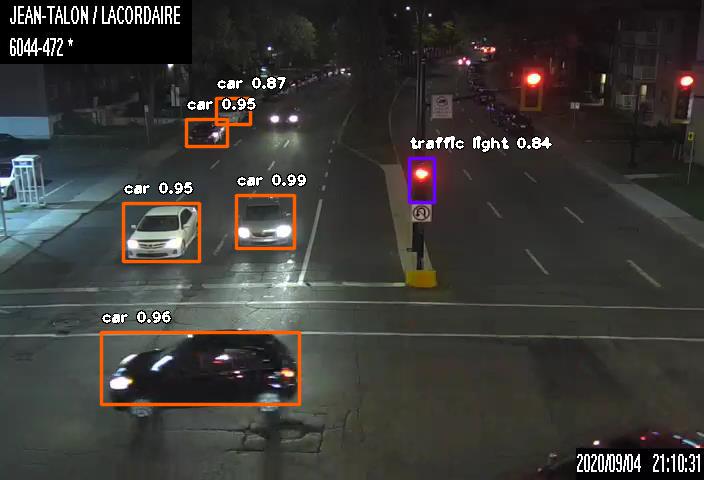 JEAN-TALON / LACORDAIRE
6044-472 *
car 0.87
car 0.95
traffic light 0.84
car 0.95
car 0.99
car 0.96
2020/09/04 21:10:31